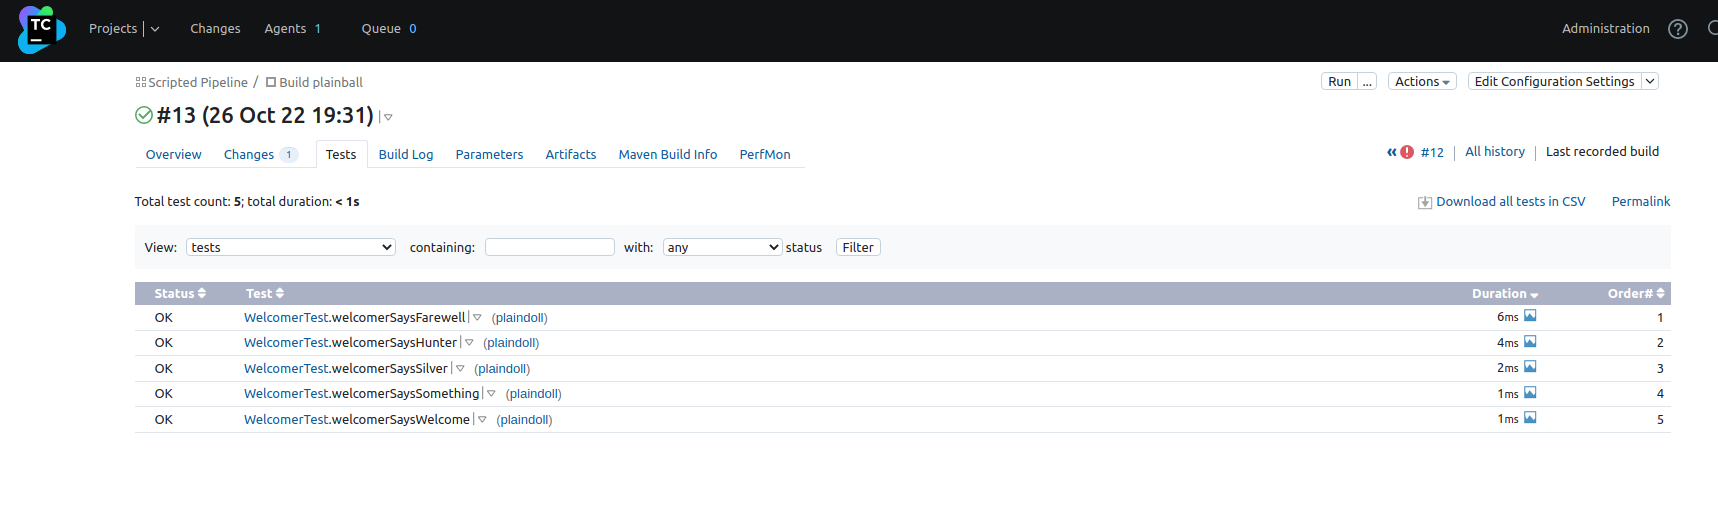 TC Projects Changes Agents 1 Queue 0 Administration ?
Scripted Pipeline / Build plainball Run ... Actions Edit Configuration Settings
#13 (26 Oct 22 19:31)
Overview Changes 1 Tests Build Log Parameters Artifacts Maven Build Info PerfMon « #12 All history Last recorded build
Total test count: 5; total duration: < 1s Download all tests in CSV Permalink
View: tests containing: with: any status Filter
Status Test Duration Order#
OK WelcomerTest.welcomerSaysFarewell (plaindoll) 6ms 1
OK WelcomerTest.welcomerSaysHunter (plaindoll) 4ms 2
OK WelcomerTest.welcomerSaysSilver (plaindoll) 2ms 3
OK WelcomerTest.welcomerSaysSomething (plaindoll) 1ms 4
OK WelcomerTest.welcomerSaysWelcome (plaindoll) 1ms 5